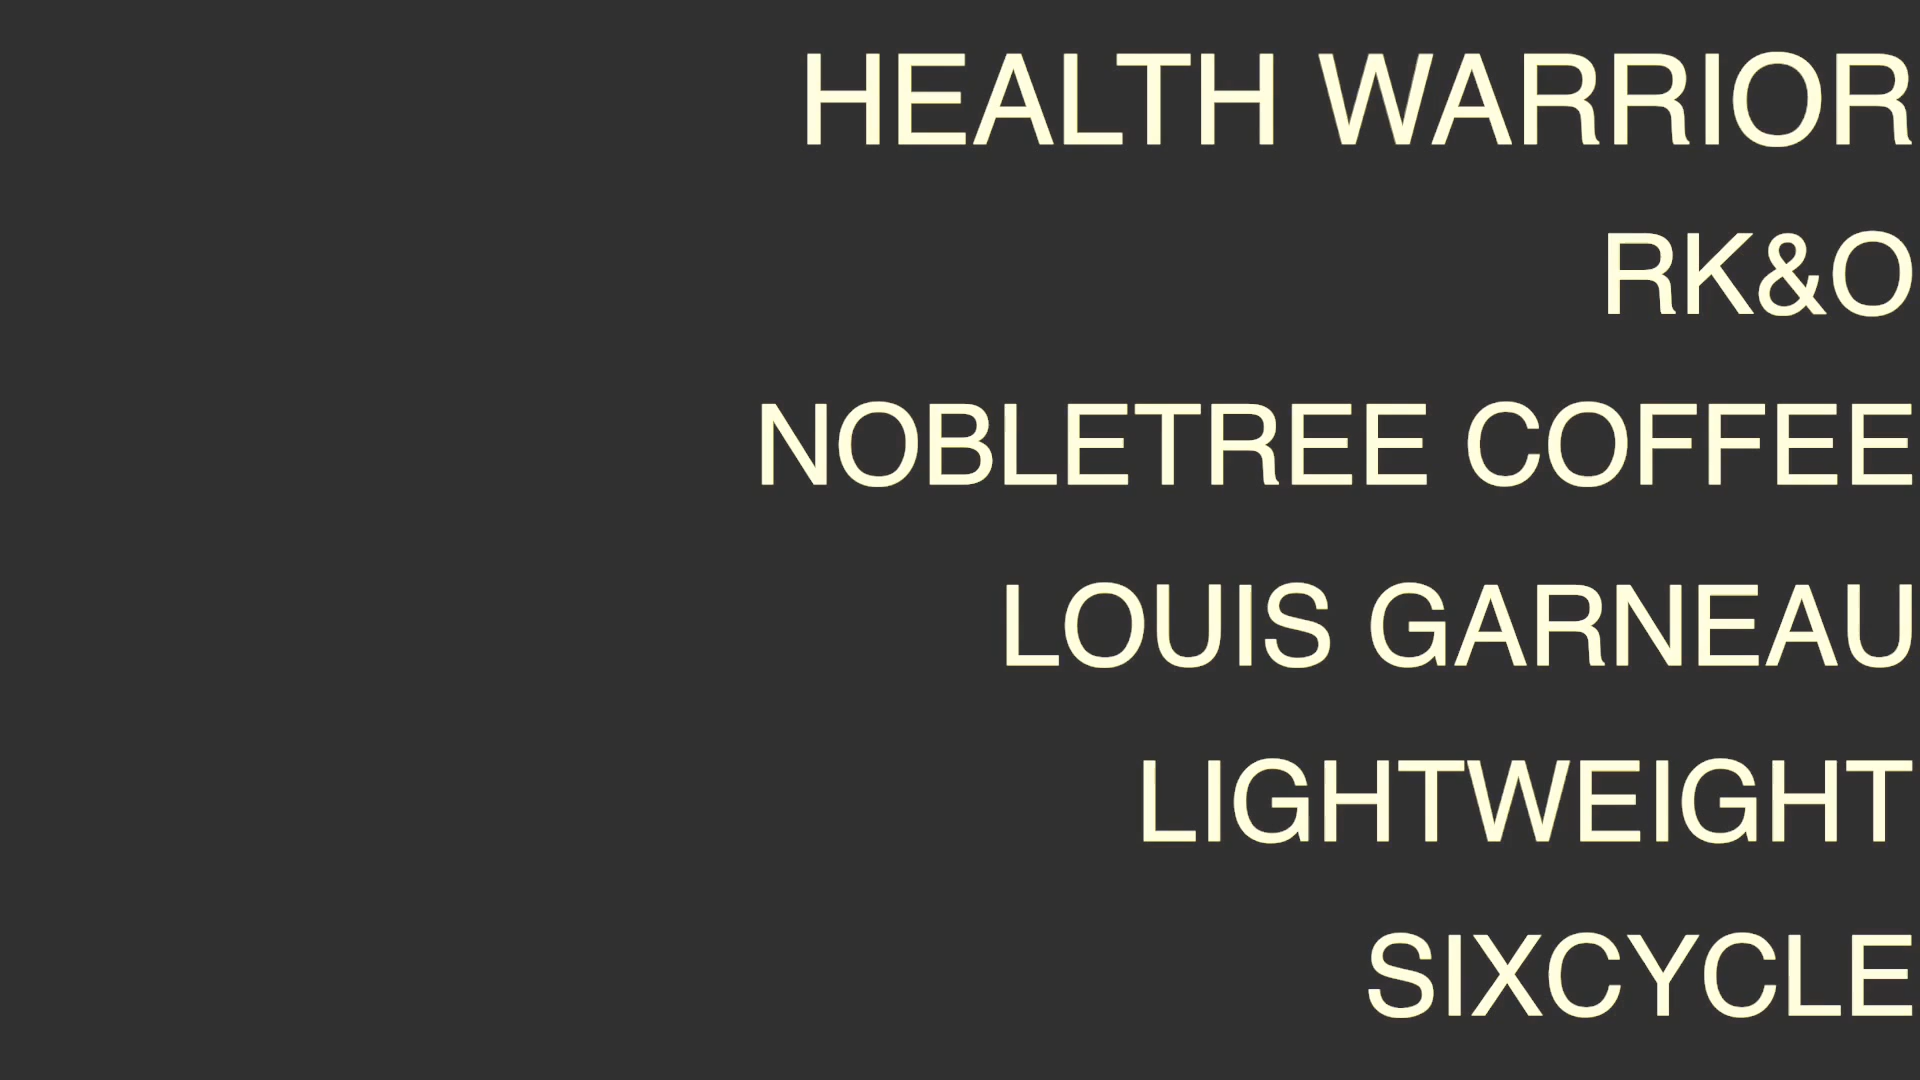 HEALTH WARRIOR
RK&O
NOBLETREE COFFEE
LOUIS GARNEAU
LIGHTWEIGHT
SIXCYCLE